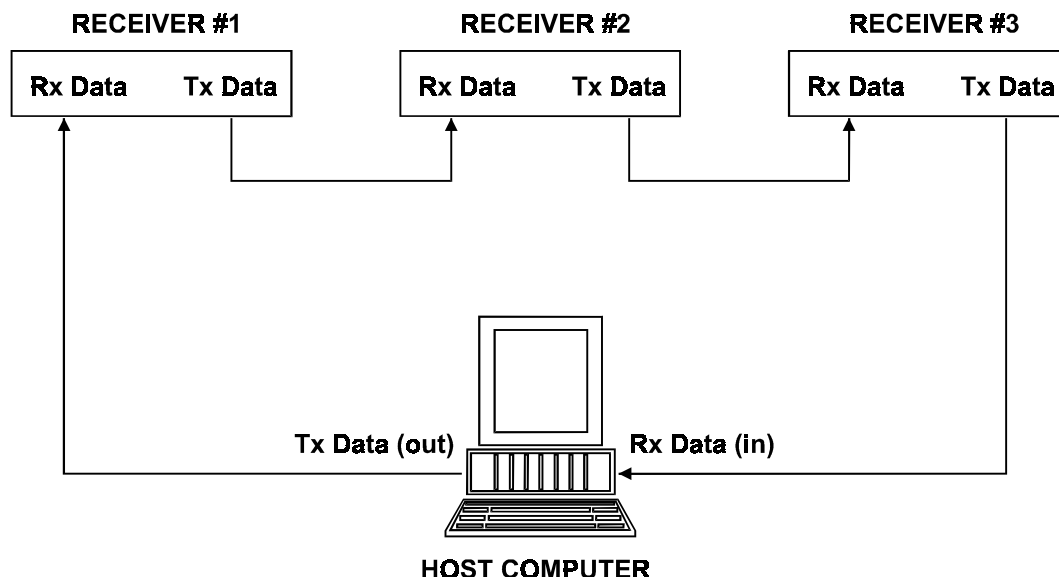 RECEIVER #1 RECEIVER #2 RECEIVER #3
Rx Data Tx Data Rx Data Tx Data Rx Data Tx Data
Tx Data (out) Rx Data (in)
HOST COMPUTER